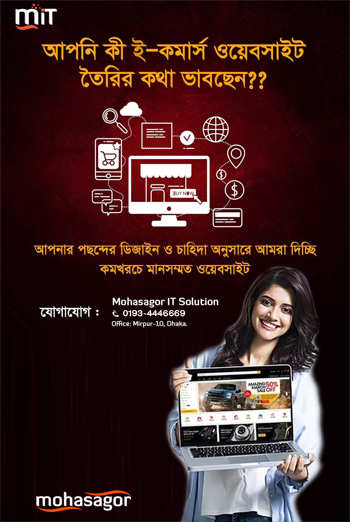 MiT
আপনি কী ই-কমার্স ওয়েবসাইট
তৈরির কথা ভাবছেন??
BUY NOW
আপনার পছন্দের ডিজাইন ও চাহিদা অনুসারে আমরা দিচ্ছি
কমখরচে মানসম্মত ওয়েবসাইট
যোগাযোগ :
Mohasagor IT Solution
0193-4446669
Office: Mirpur-10, Dhaka.
AMAZING
MARCH
SALE
50%
OFF
mohasagor